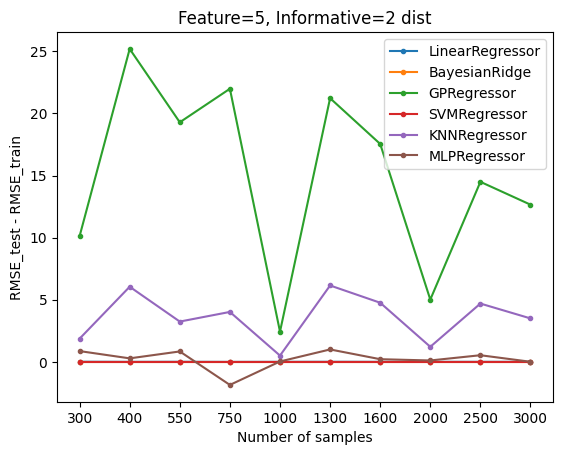 Feature=5, Informative=2 dist
RMSE_test - RMSE_train
25
20
15
10
5
0
LinearRegressor
BayesianRidge
GPRegressor
SVMRegressor
KNNRegressor
MLPRegressor
300 400 550 750 1000 1300 1600 2000 2500 3000
Number of samples